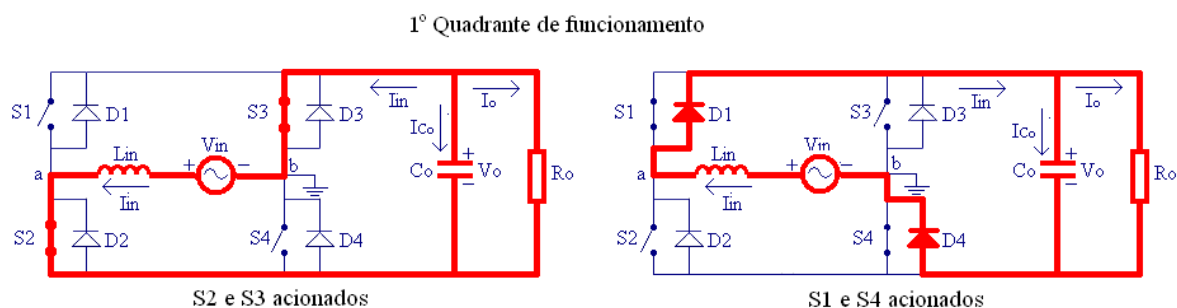 1º Quadrante de funcionamento
S1 D1 S3 D3 Iin Io
Lin Vin Ico
a + - b + Co Vo - Ro
Iin
S2 D2 S4 D4
S2 e S3 acionados
S1 D1 S3 D3 Iin Io
Lin Vin Ico
a + - b + Co Vo - Ro
Iin
S2 D2 S4 D4
S1 e S4 acionados